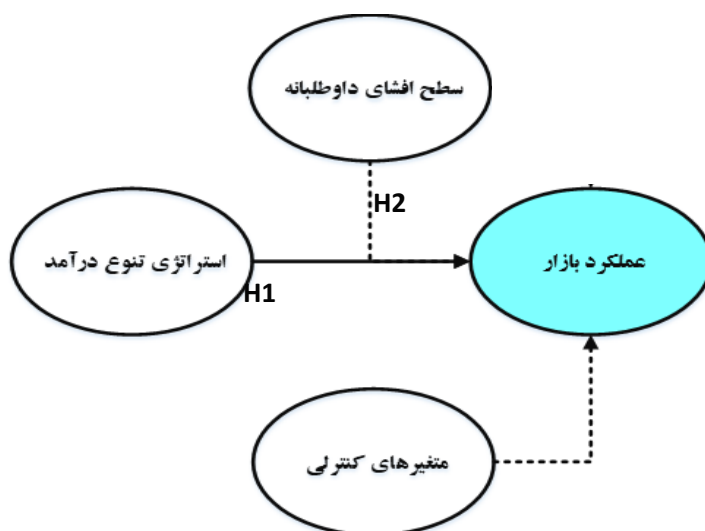 سطح افشای داوطلبانه
H2
استراتژی تنوع درآمد
عملکرد بازار
H1
متغیرهای کنترلی